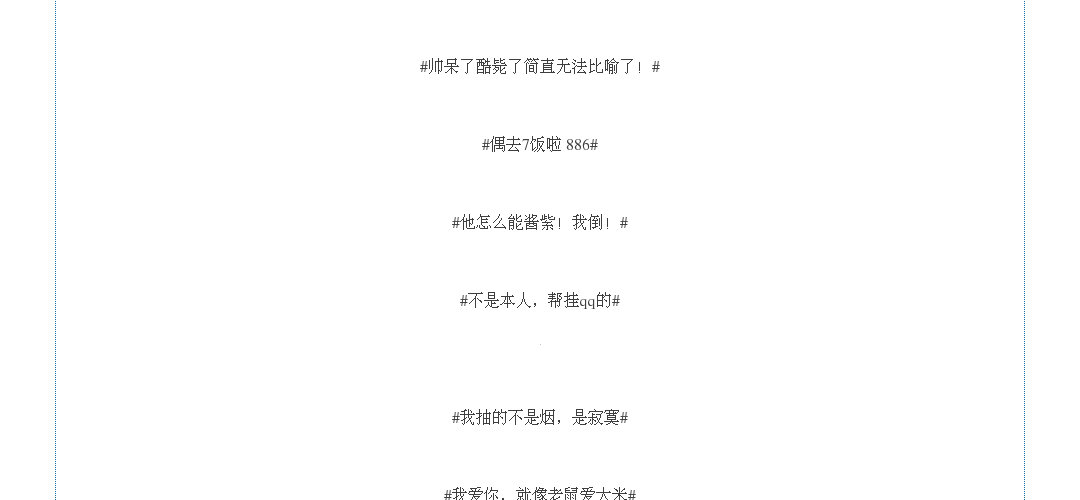 #帅呆了酷毙了简直无法比喻了！#
#偶去7饭啦 886#
#他怎么能酱紫！我倒！#
#不是本人，帮挂qq的#
#我抽的不是烟，是寂寞#
#我爱你，就像老鼠爱大米#